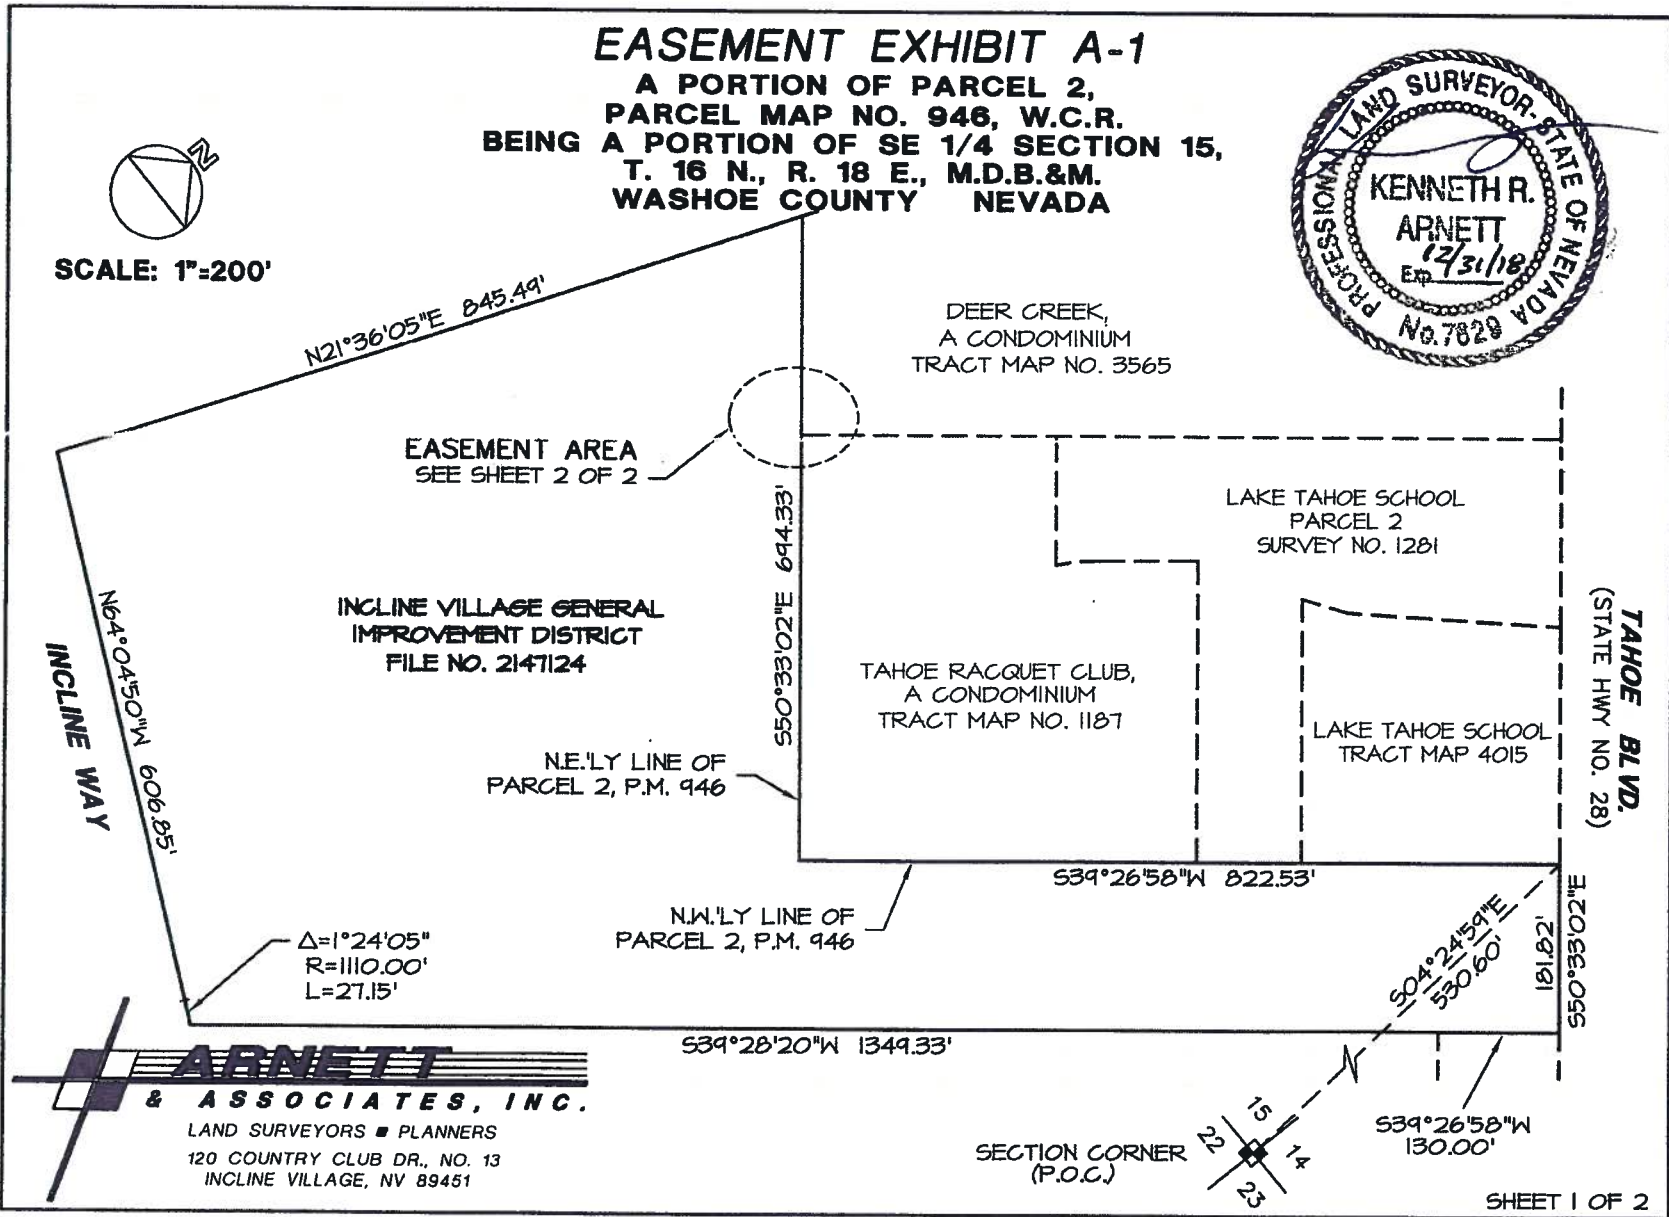 EASEMENT EXHIBIT A-1
A PORTION OF PARCEL 2,
PARCEL MAP NO. 946, W.C.R.
BEING A PORTION OF SE 1/4 SECTION 15,
T. 16 N., R. 18 E., M.D.B.&M.
WASHOE COUNTY NEVADA
PROFESSIONAL LAND SURVEYOR-STATE OF NEVADA
KENNETH R.
ARNETT
Exp. 12/31/18
No. 7829
N
SCALE: 1"=200'
N21°36'05"E 845.49'
DEER CREEK,
A CONDOMINIUM
TRACT MAP NO. 3565
EASEMENT AREA
SEE SHEET 2 OF 2
LAKE TAHOE SCHOOL
PARCEL 2
SURVEY NO. 1281
S50°33'02"E 694.33'
INCLINE VILLAGE GENERAL
IMPROVEMENT DISTRICT
FILE NO. 2147124
N64°04'50"W 606.85'
INCLINE WAY
TAHOE RACQUET CLUB,
A CONDOMINIUM
TRACT MAP NO. 1187
LAKE TAHOE SCHOOL
TRACT MAP 4015
TAHOE BLVD.
(STATE HWY NO. 28)
N.E.'LY LINE OF
PARCEL 2, P.M. 946
S39°26'58"W 822.53'
N.W.'LY LINE OF
PARCEL 2, P.M. 946
S04°24'59"E
530.60'
181.82'
S50°33'02"E
Δ=1°24'05"
R=1110.00'
L=27.15'
S39°28'20"W 1349.33'
S39°26'58"W
130.00'
SECTION CORNER
(P.O.C.)
15
22
14
23
ARNETT
& ASSOCIATES, INC.
LAND SURVEYORS ■ PLANNERS
120 COUNTRY CLUB DR., NO. 13
INCLINE VILLAGE, NV 89451
SHEET 1 OF 2